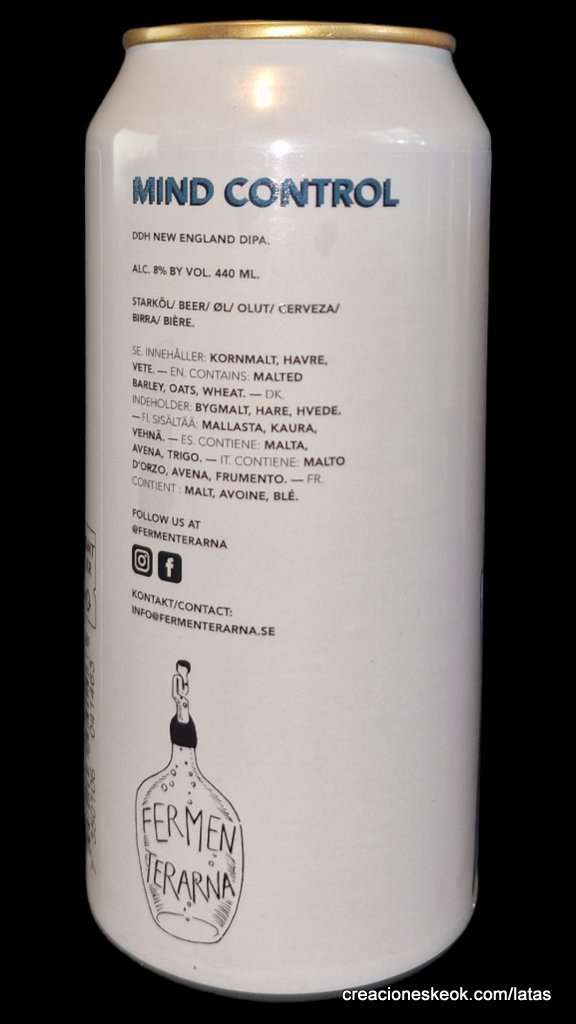 MIND CONTROL
DDH NEW ENGLAND DIPA.
ALC. 8% BY VOL. 440 ML.
STARKÖL/ BEER/ ØL/ OLUT/ CERVEZA/
BIRRA/ BIÈRE.
SE. INNEHÅLLER: KORNMALT, HAVRE,
VETE. — EN. CONTAINS: MALTED
BARLEY, OATS, WHEAT. — DK.
INDEHOLDER: BYGMALT, HARE, HVEDE.
— FI. SISÄLTÄÄ: MALLASTA, KAURA,
VEHNÄ. — ES. CONTIENE: MALTA,
AVENA, TRIGO. — IT. CONTIENE: MALTO
D'ORZO, AVENA, FRUMENTO. — FR.
CONTIENT : MALT, AVOINE, BLÉ.
FOLLOW US AT
@FERMENTERARNA
KONTAKT/CONTACT:
INFO@FERMENTERARNA.SE
FERMEN
TERARNA
creacioneskeok.com/latas